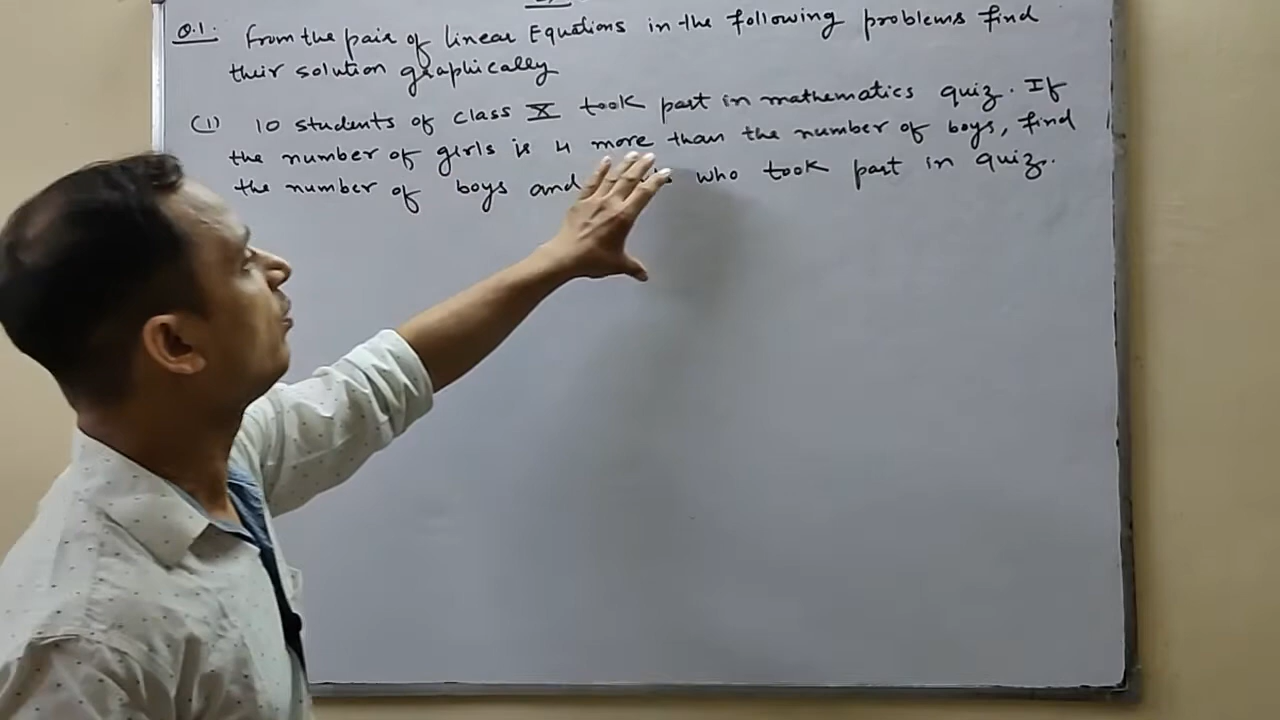 Q.1: From the pair of linear Equations in the following problems find
their solution graphically
(1) 10 students of class X took part in mathematics quiz. If
the number of girls is 4 more than the number of boys, find
the number of boys and who took part in quiz.